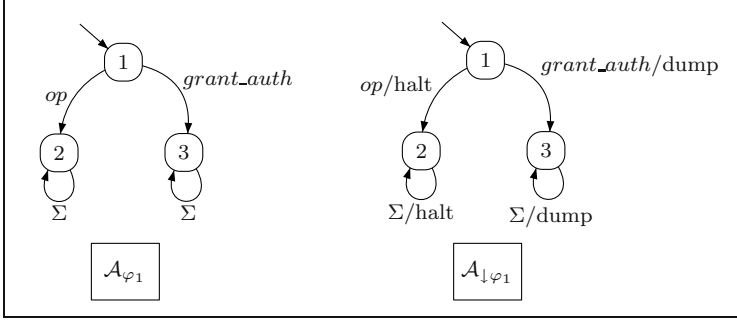 1
op
grant_auth
2
3
Σ
Σ
𝒜φ₁
1
op/halt
grant_auth/dump
2
3
Σ/halt
Σ/dump
𝒜↓φ₁